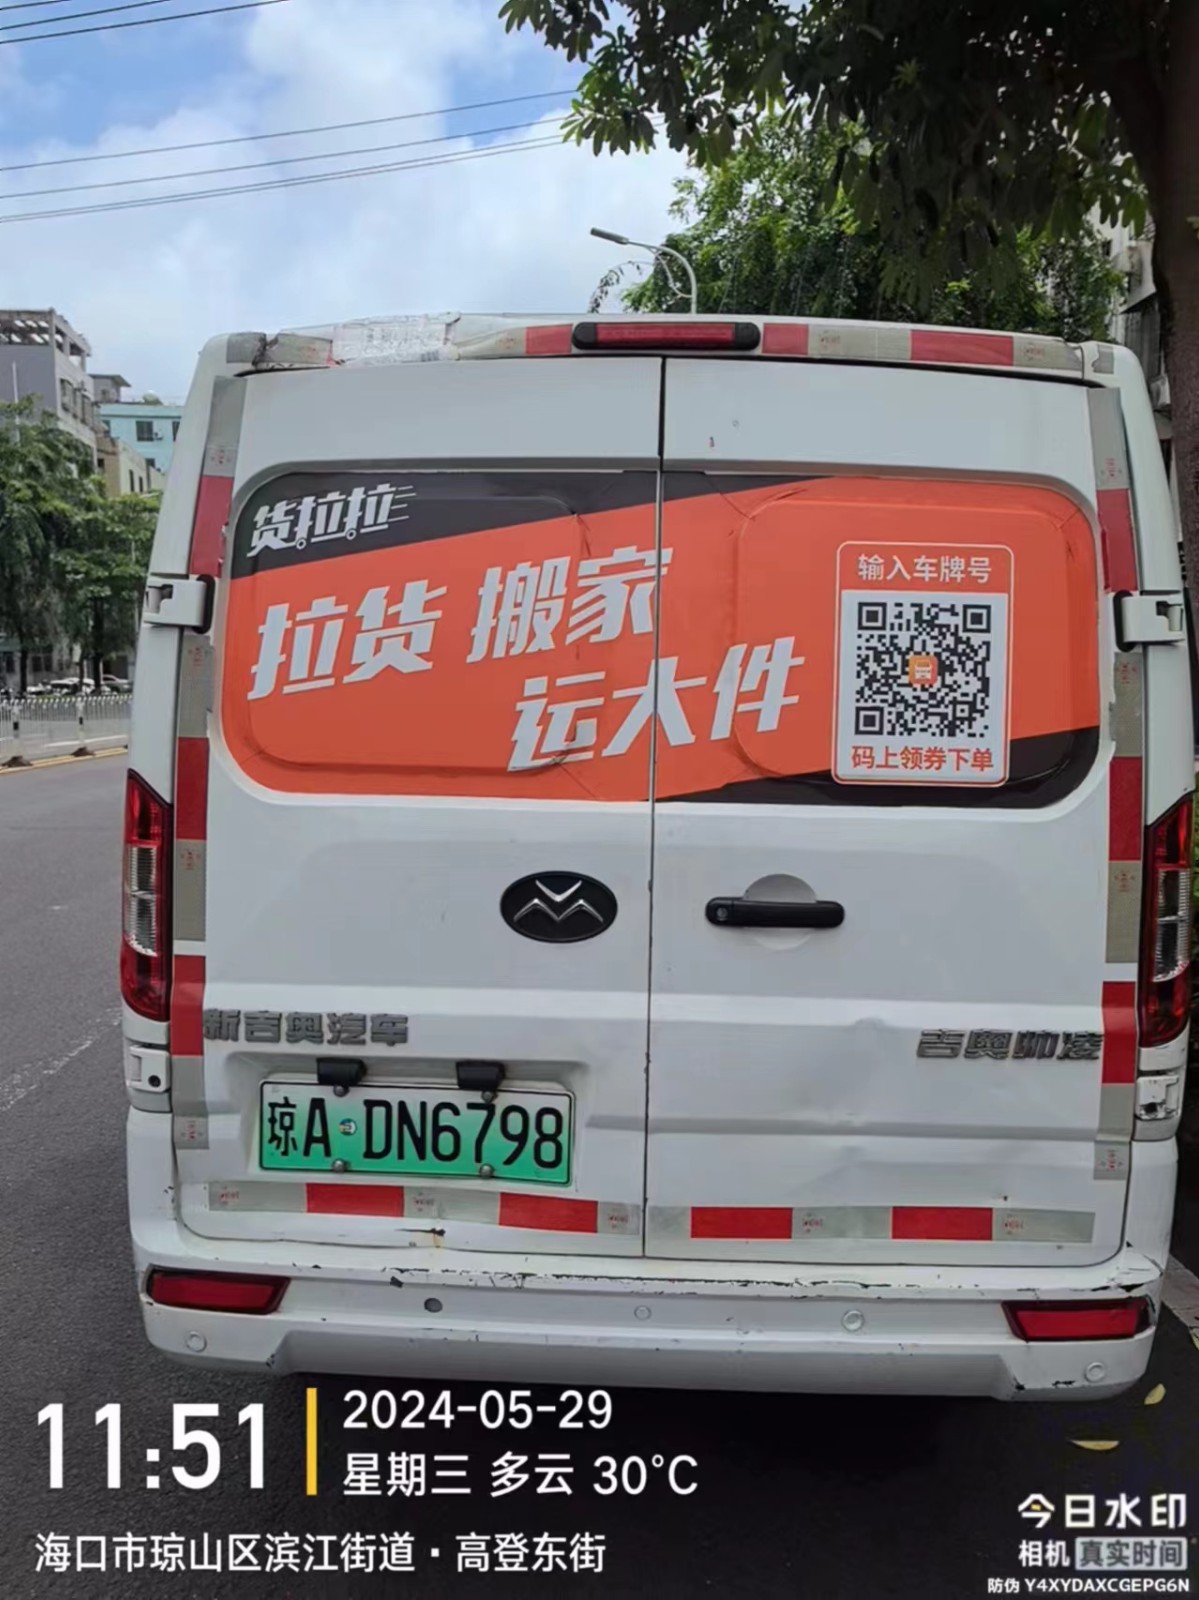 货拉拉
拉货 搬家
运大件
输入车牌号
码上领券下单
新吉奥汽车
吉奥帅凌
琼A·DN6798
11:51
2024-05-29
星期三 多云 30°C
海口市琼山区滨江街道·高登东街
今日水印
相机 真实时间
防伪 Y4XYDAXCGEPG6N